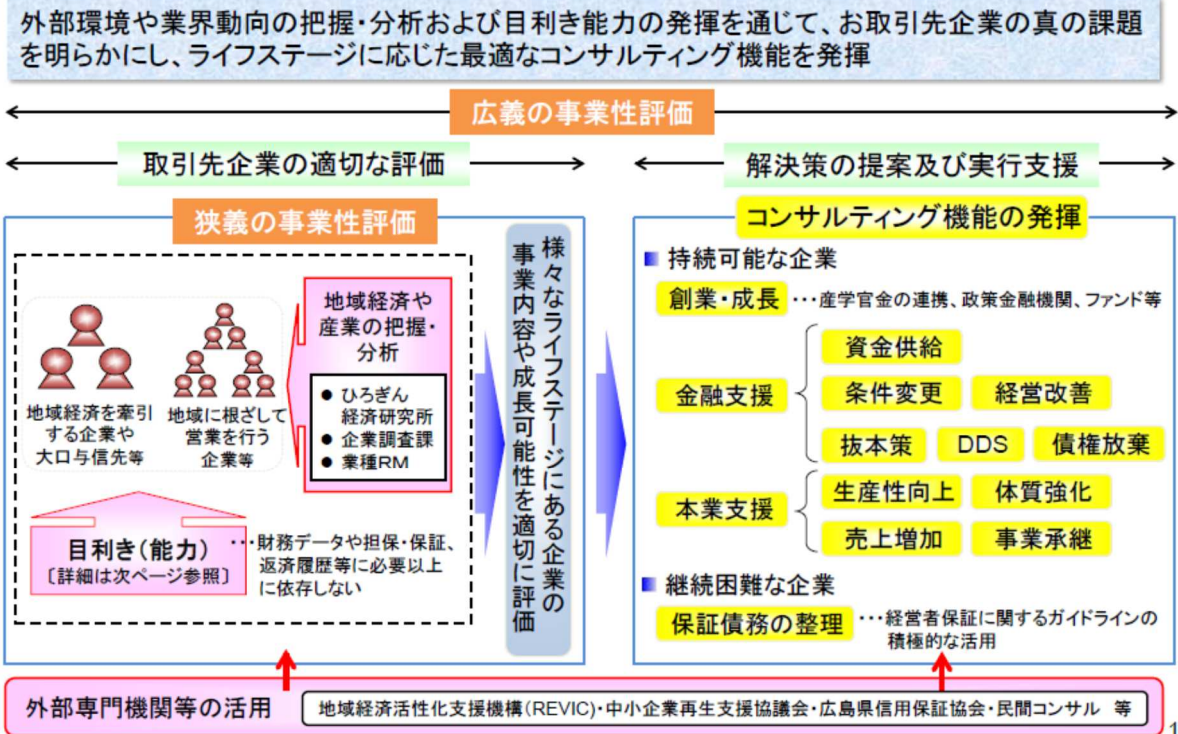 外部環境や業界動向の把握・分析および目利き能力の発揮を通じて、お取引先企業の真の課題
を明らかにし、ライフステージに応じた最適なコンサルティング機能を発揮
広義の事業性評価
取引先企業の適切な評価
狭義の事業性評価
地域経済を牽引
する企業や
大口与信先等
地域に根ざして
営業を行う
企業等
地域経済や
産業の把握・
分析
● ひろぎん
経済研究所
● 企業調査課
● 業種RM
目利き(能力)
〔詳細は次ページ参照〕
・・・財務データや担保・保証、
返済履歴等に必要以上
に依存しない
様々なライフステージにある企業の
事業内容や成長可能性を適切に評価
解決策の提案及び実行支援
コンサルティング機能の発揮
■ 持続可能な企業
創業・成長 ・・・産学官金の連携、政策金融機関、ファンド等
金融支援
資金供給
条件変更 経営改善
抜本策 DDS 債権放棄
本業支援
生産性向上 体質強化
売上増加 事業承継
■ 継続困難な企業
保証債務の整理 ・・・経営者保証に関するガイドラインの
積極的な活用
外部専門機関等の活用 地域経済活性化支援機構(REVIC)・中小企業再生支援協議会・広島県信用保証協会・民間コンサル 等
1